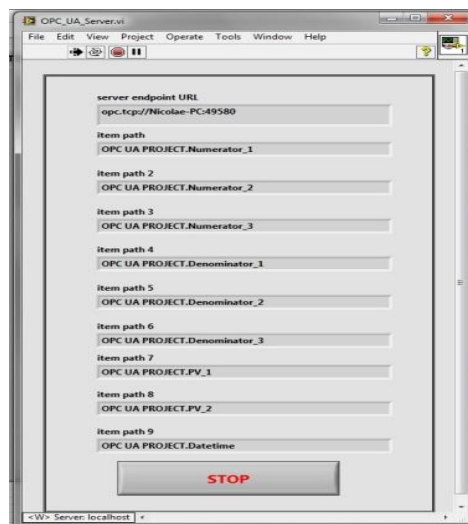 OPC_UA_Server.vi
File Edit View Project Operate Tools Window Help
server endpoint URL
opc.tcp://Nicolae-PC:49580
item path
OPC UA PROJECT.Numerator_1
item path 2
OPC UA PROJECT.Numerator_2
item path 3
OPC UA PROJECT.Numerator_3
item path 4
OPC UA PROJECT.Denominator_1
item path 5
OPC UA PROJECT.Denominator_2
item path 6
OPC UA PROJECT.Denominator_3
item path 7
OPC UA PROJECT.PV_1
item path 8
OPC UA PROJECT.PV_2
item path 9
OPC UA PROJECT.Datetime
STOP
<W> Server: localhost